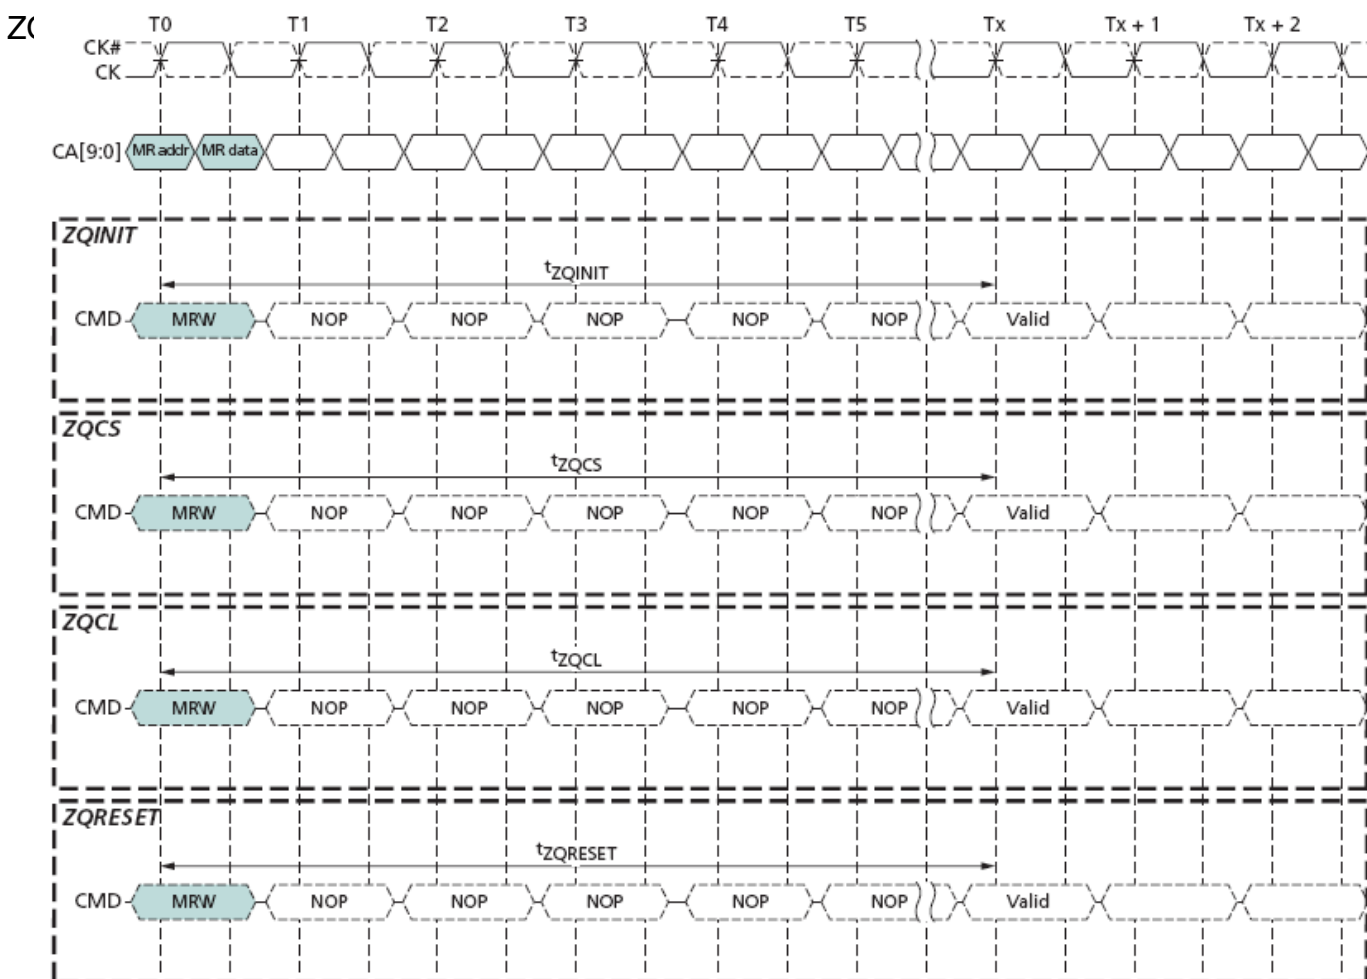 ZQ
T0 T1 T2 T3 T4 T5 Tx Tx + 1 Tx + 2
CK#
CK
CA[9:0] MR addr MR data
ZQINIT
tZQINIT
CMD MRW NOP NOP NOP NOP NOP Valid
ZQCS
tZQCS
CMD MRW NOP NOP NOP NOP NOP Valid
ZQCL
tZQCL
CMD MRW NOP NOP NOP NOP NOP Valid
ZQRESET
tZQRESET
CMD MRW NOP NOP NOP NOP NOP Valid